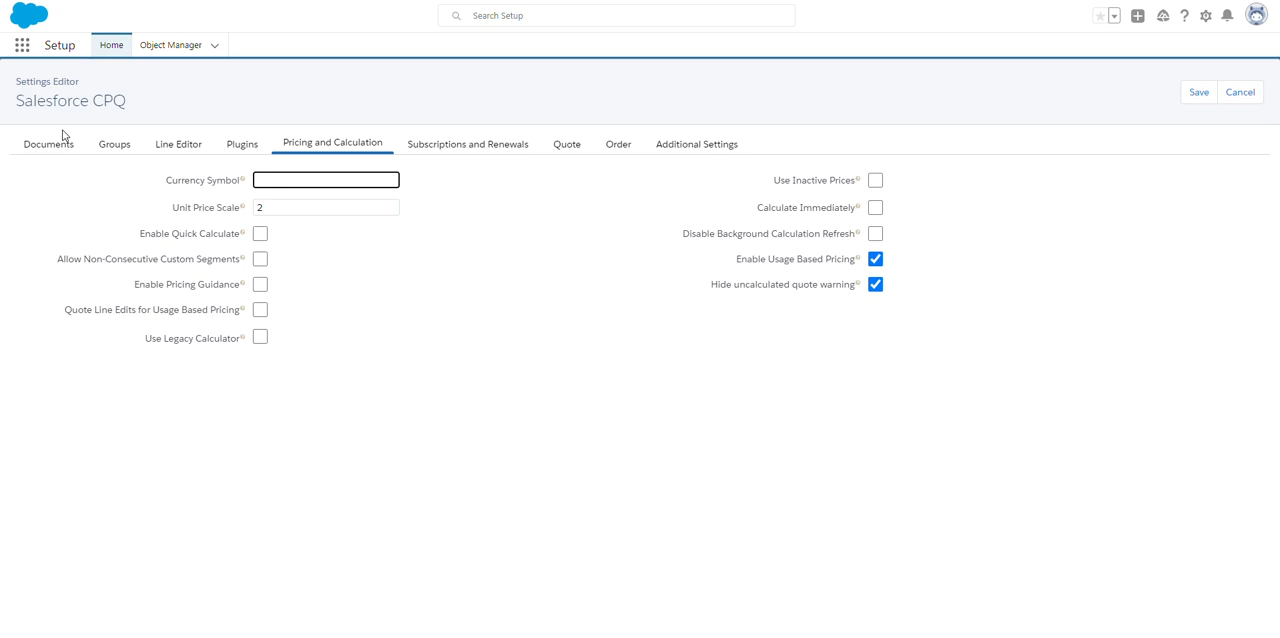 Search Setup
Setup
Home
Object Manager
Settings Editor
Salesforce CPQ
Save
Cancel
Documents
Groups
Line Editor
Plugins
Pricing and Calculation
Subscriptions and Renewals
Quote
Order
Additional Settings
Currency Symbol
Unit Price Scale
2
Enable Quick Calculate
Allow Non-Consecutive Custom Segments
Enable Pricing Guidance
Quote Line Edits for Usage Based Pricing
Use Legacy Calculator
Use Inactive Prices
Calculate Immediately
Disable Background Calculation Refresh
Enable Usage Based Pricing
Hide uncalculated quote warning